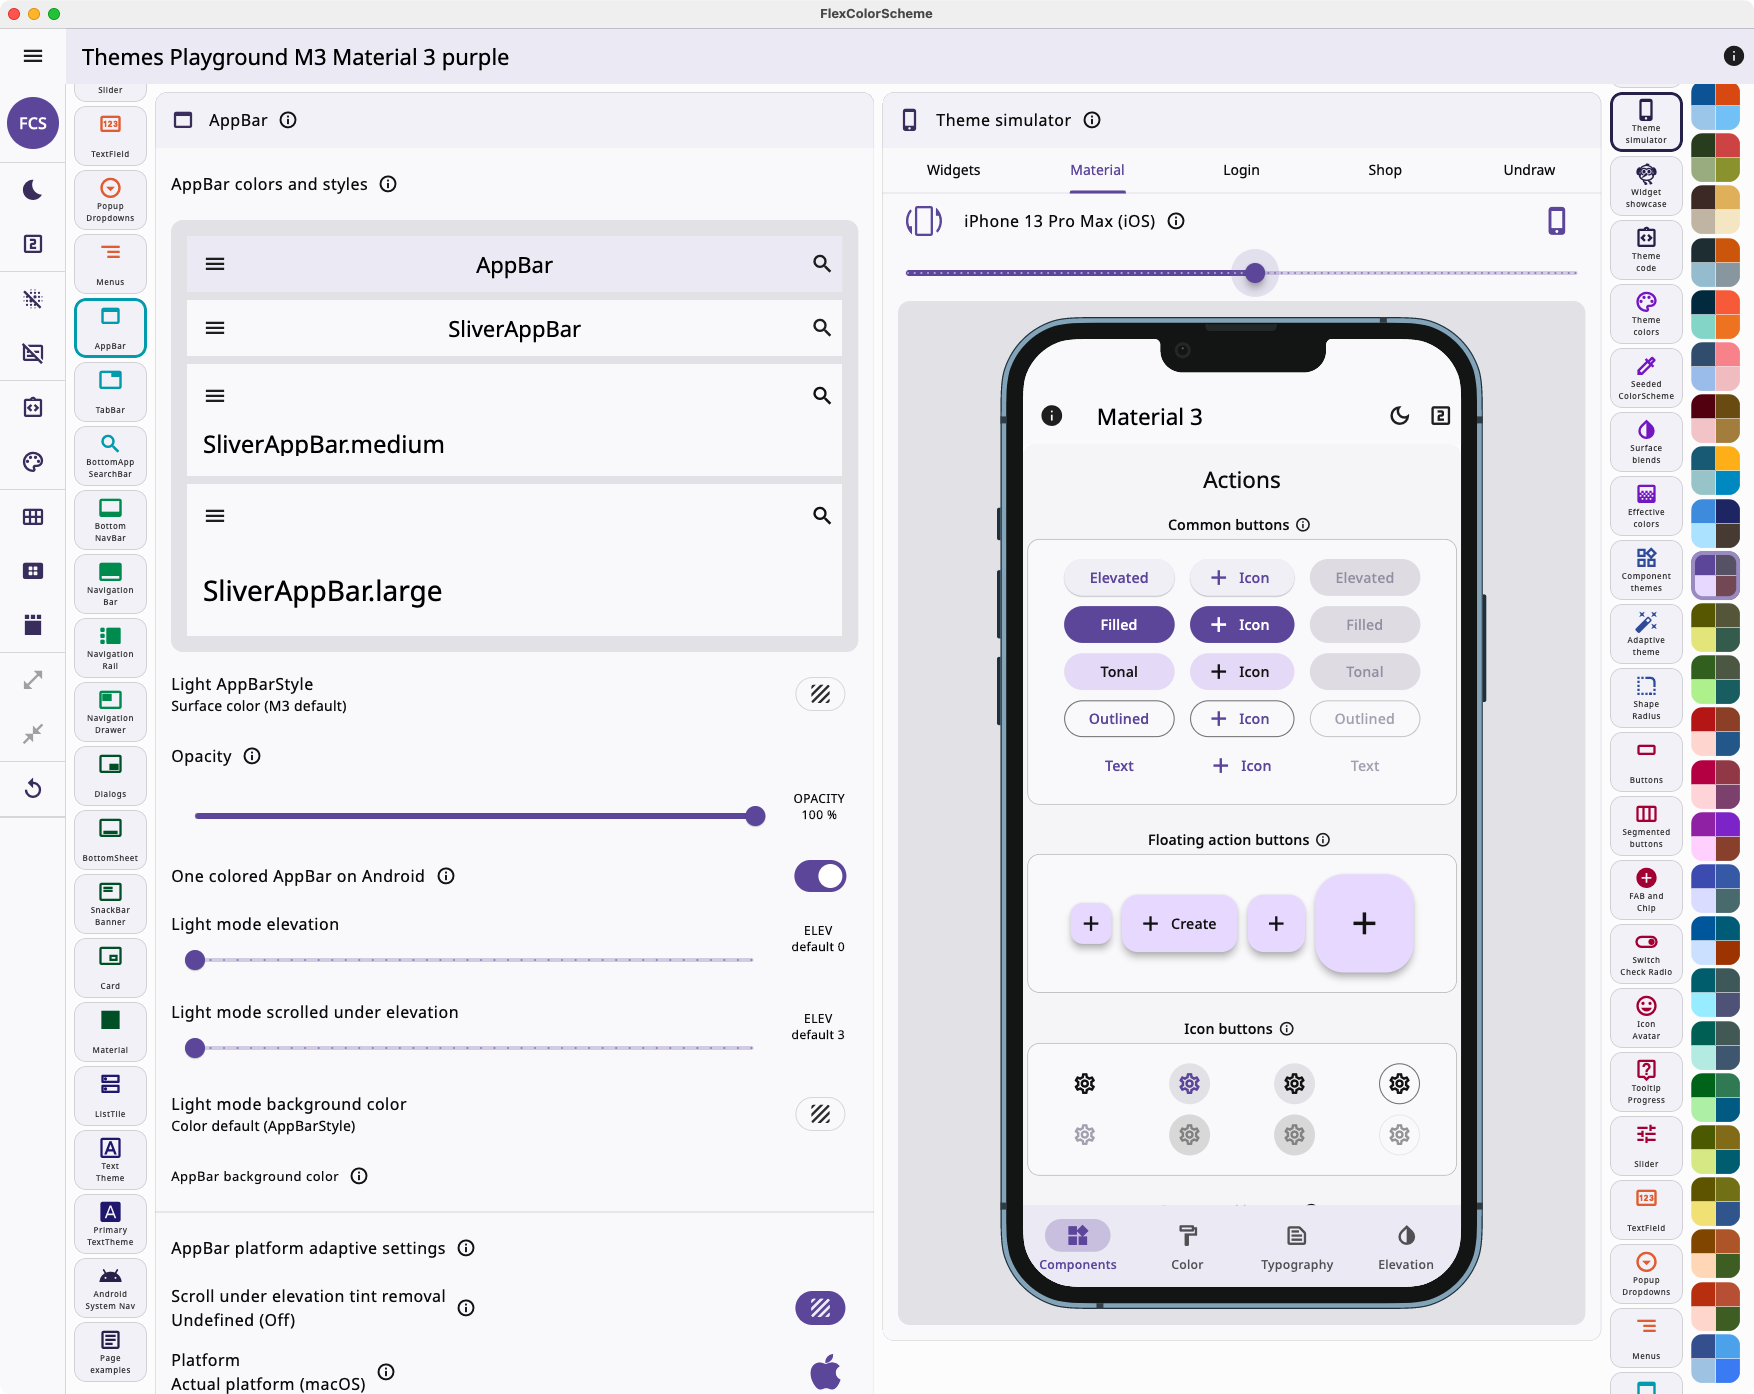 FlexColorScheme
Themes Playground M3 Material 3 purple
FCS
Slider
123
TextField
Popup
Dropdowns
Menus
AppBar
TabBar
BottomApp
SearchBar
Bottom
NavBar
Navigation
Bar
Navigation
Rail
Navigation
Drawer
Dialogs
BottomSheet
SnackBar
Banner
Card
Material
ListTile
A
Text
Theme
A
Primary
TextTheme
Android
System Nav
Page
examples
AppBar
AppBar colors and styles
AppBar
SliverAppBar
SliverAppBar.medium
SliverAppBar.large
Light AppBarStyle
Surface color (M3 default)
Opacity
OPACITY
100 %
One colored AppBar on Android
Light mode elevation
ELEV
default 0
Light mode scrolled under elevation
ELEV
default 3
Light mode background color
Color default (AppBarStyle)
AppBar background color
AppBar platform adaptive settings
Scroll under elevation tint removal
Undefined (Off)
Platform
Actual platform (macOS)
Theme simulator
Widgets
Material
Login
Shop
Undraw
iPhone 13 Pro Max (iOS)
Material 3
2
Actions
Common buttons
Elevated
Icon
Elevated
Filled
Icon
Filled
Tonal
Icon
Tonal
Outlined
Icon
Outlined
Text
Icon
Text
Floating action buttons
Create
Icon buttons
Components
Color
Typography
Elevation
Theme
simulator
Widget
showcase
Theme
code
Theme
colors
Seeded
ColorScheme
Surface
blends
Effective
colors
Component
themes
Adaptive
theme
Shape
Radius
Buttons
Segmented
buttons
FAB and
Chip
Switch
Check Radio
Icon
Avatar
Tooltip
Progress
Slider
123
TextField
Popup
Dropdowns
Menus